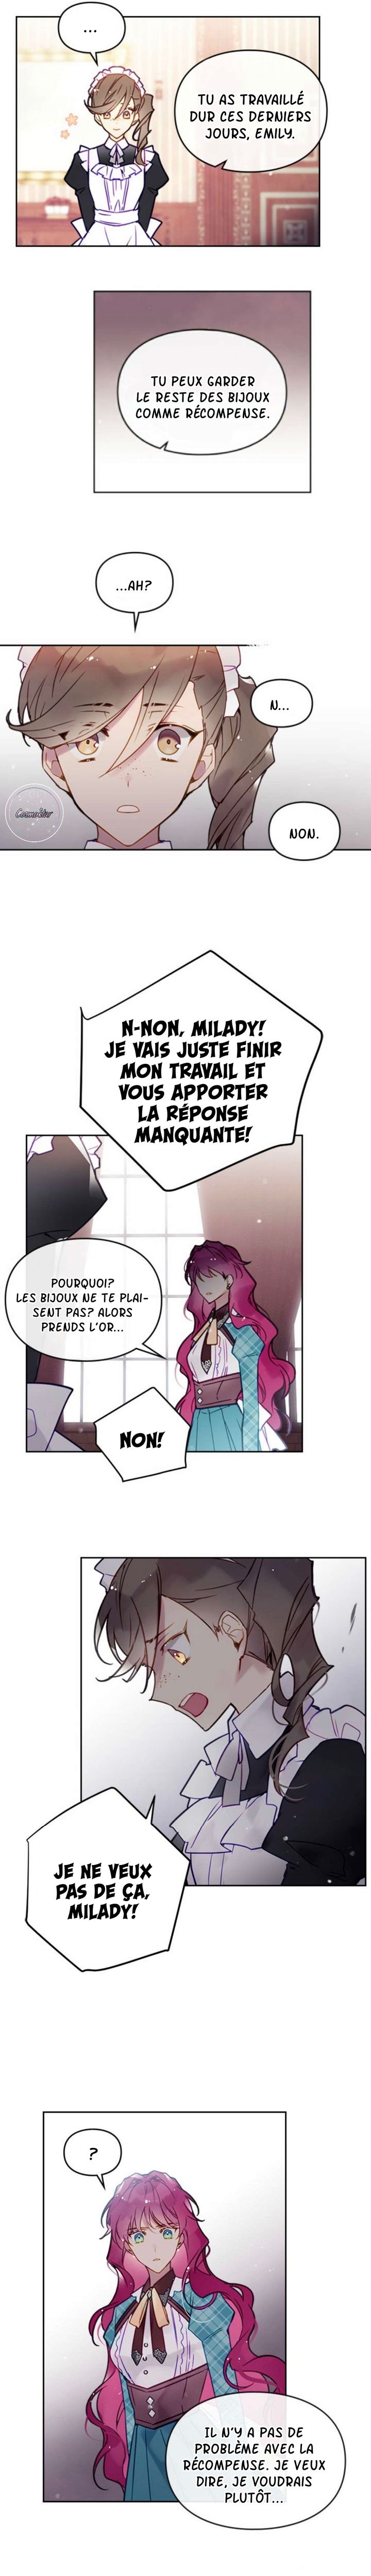 ...
TU AS TRAVAILLÉ
DUR CES DERNIERS
JOURS, EMILY.
TU PEUX GARDER
LE RESTE DES BIJOUX
COMME RÉCOMPENSE.
...AH?
N...
NON.
N-NON, MILADY!
JE VAIS JUSTE FINIR
MON TRAVAIL ET
VOUS APPORTER
LA RÉPONSE
MANQUANTE!
POURQUOI?
LES BIJOUX NE TE PLAI-
SENT PAS? ALORS
PRENDS L'OR...
NON!
JE NE VEUX
PAS DE ÇA,
MILADY!
?
IL N'Y A PAS DE
PROBLÈME AVEC LA
RÉCOMPENSE. JE VEUX
DIRE, JE VOUDRAIS
PLUTÔT...